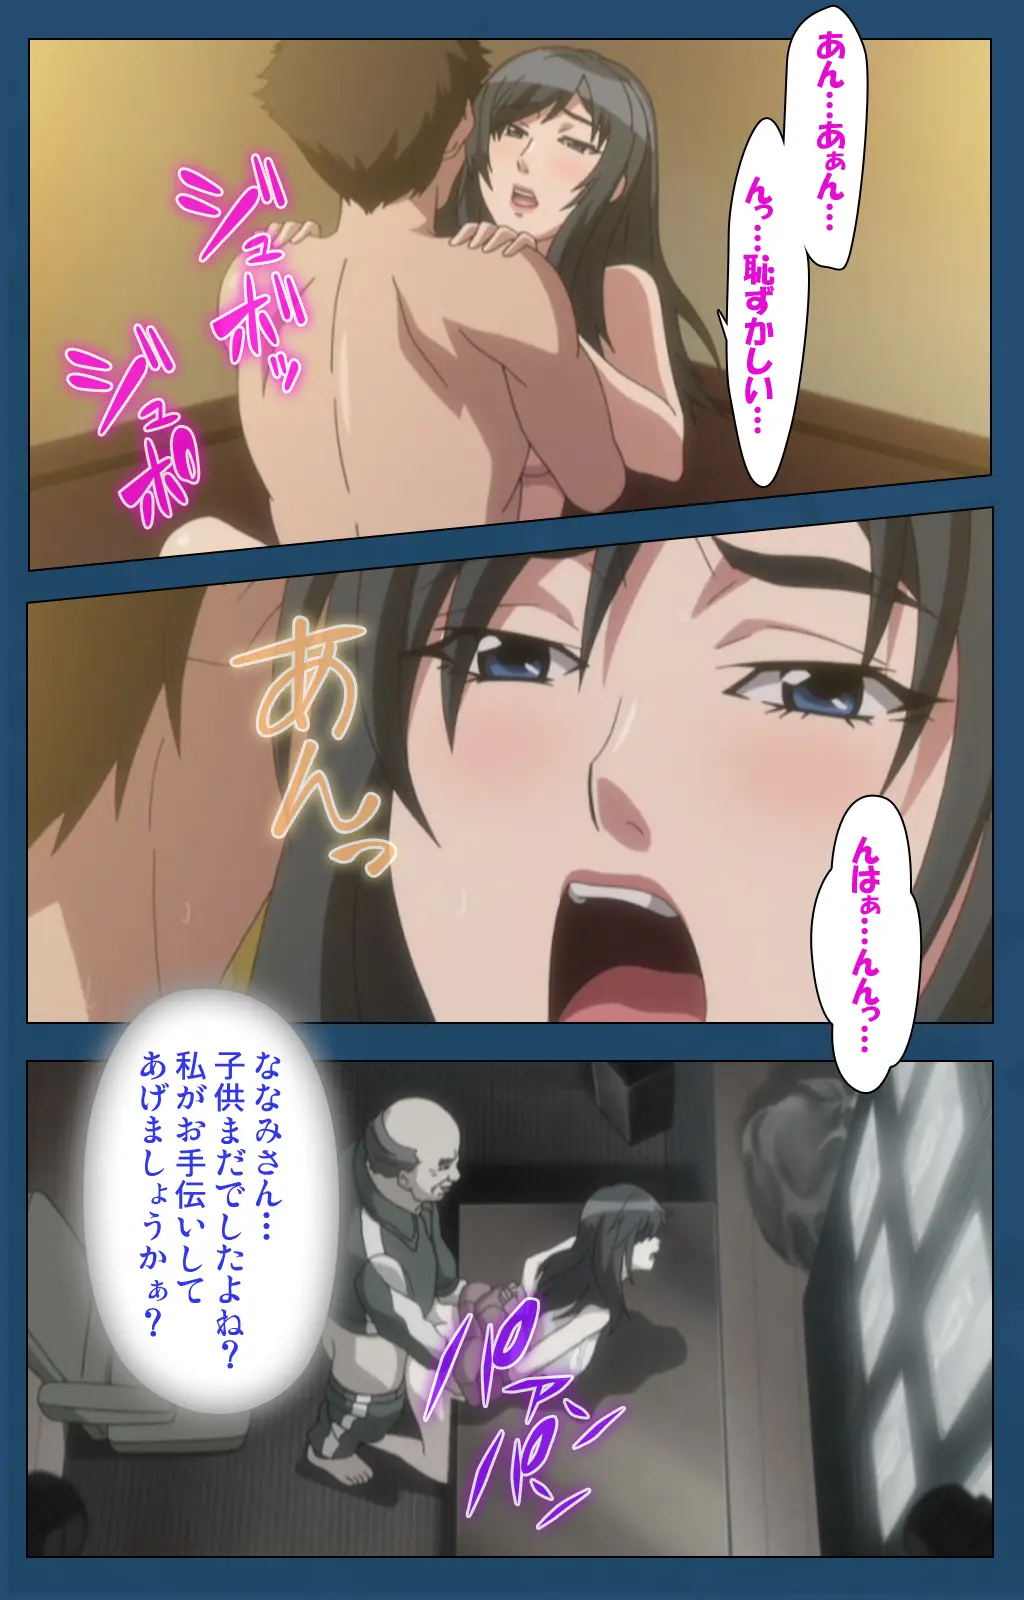 あん…あぁん…
んっ…恥ずかしい…
ジュボッ
ジュポ
あんっ
んはぁ…んんっ…
ななみさん…
子供まだでしたよね?
私がお手伝いして
あげましょうかぁ?
パァン
パン